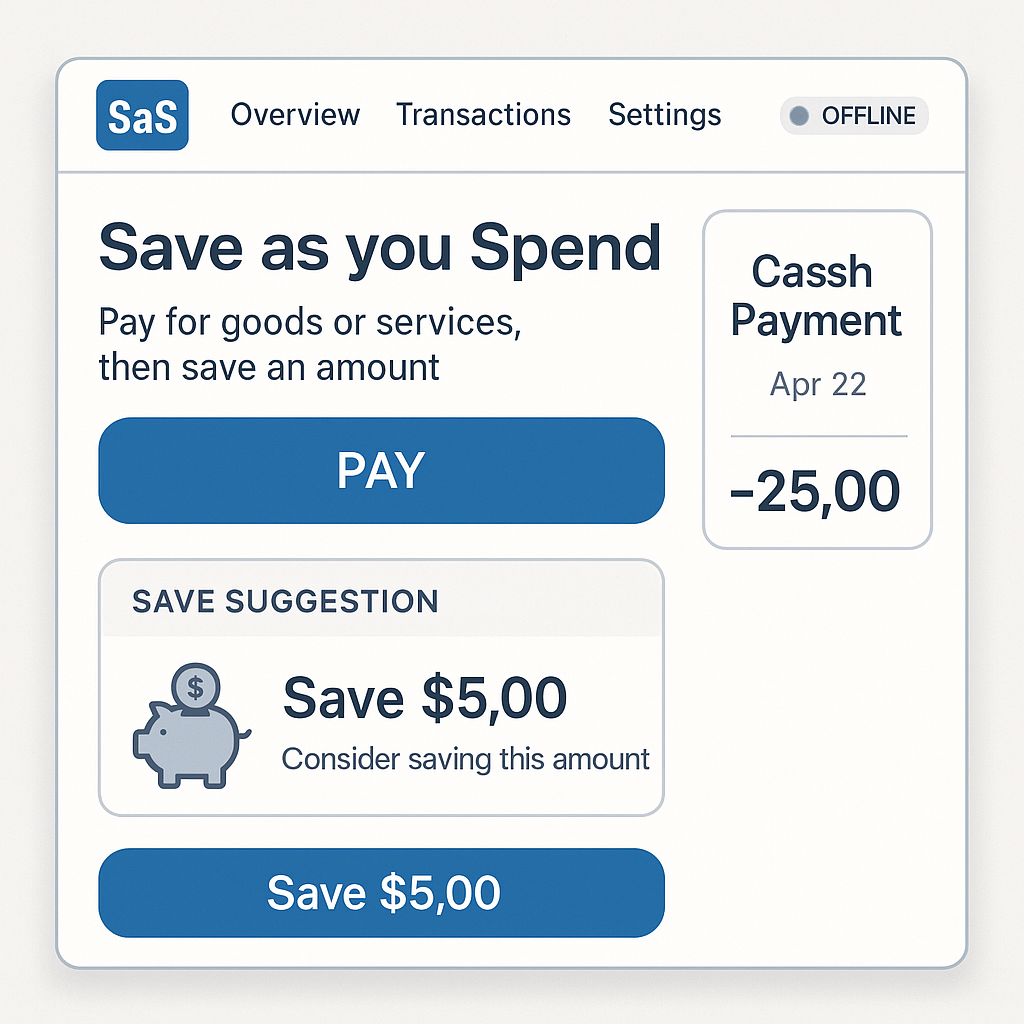 SaS
Overview
Transactions
Settings
OFFLINE
Save as you Spend
Pay for goods or services,
then save an amount
PAY
SAVE SUGGESTION
$
Save $5,00
Consider saving this amount
Save $5,00
Cassh
Payment
Apr 22
-25,00